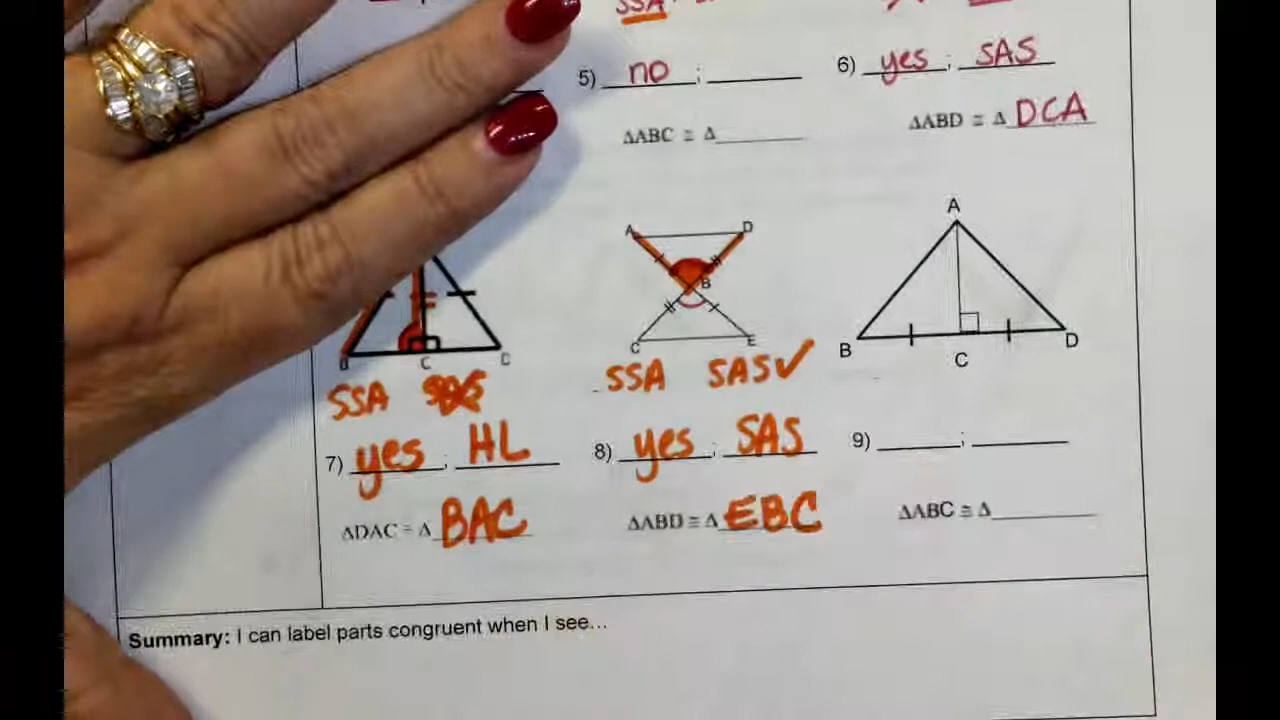 SSA
5) no ; 6) yes ; SAS
ΔABC ≅ Δ ΔABD ≅ Δ DCA
A D A
B
C E B D
C C
SSA SSA SAS✓
7) yes ; HL 8) yes ; SAS 9) ;
ΔDAC ≅ Δ BAC ΔABD ≅ Δ EBC ΔABC ≅ Δ
Summary: I can label parts congruent when I see...